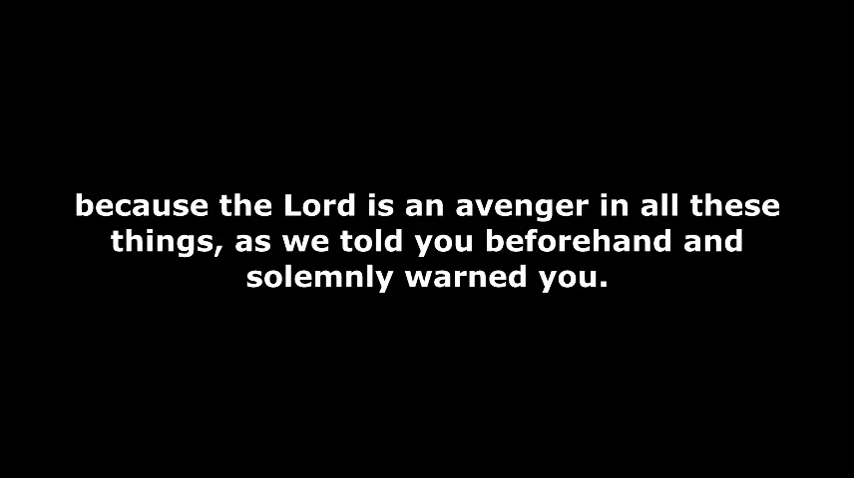 because the Lord is an avenger in all these
things, as we told you beforehand and
solemnly warned you.